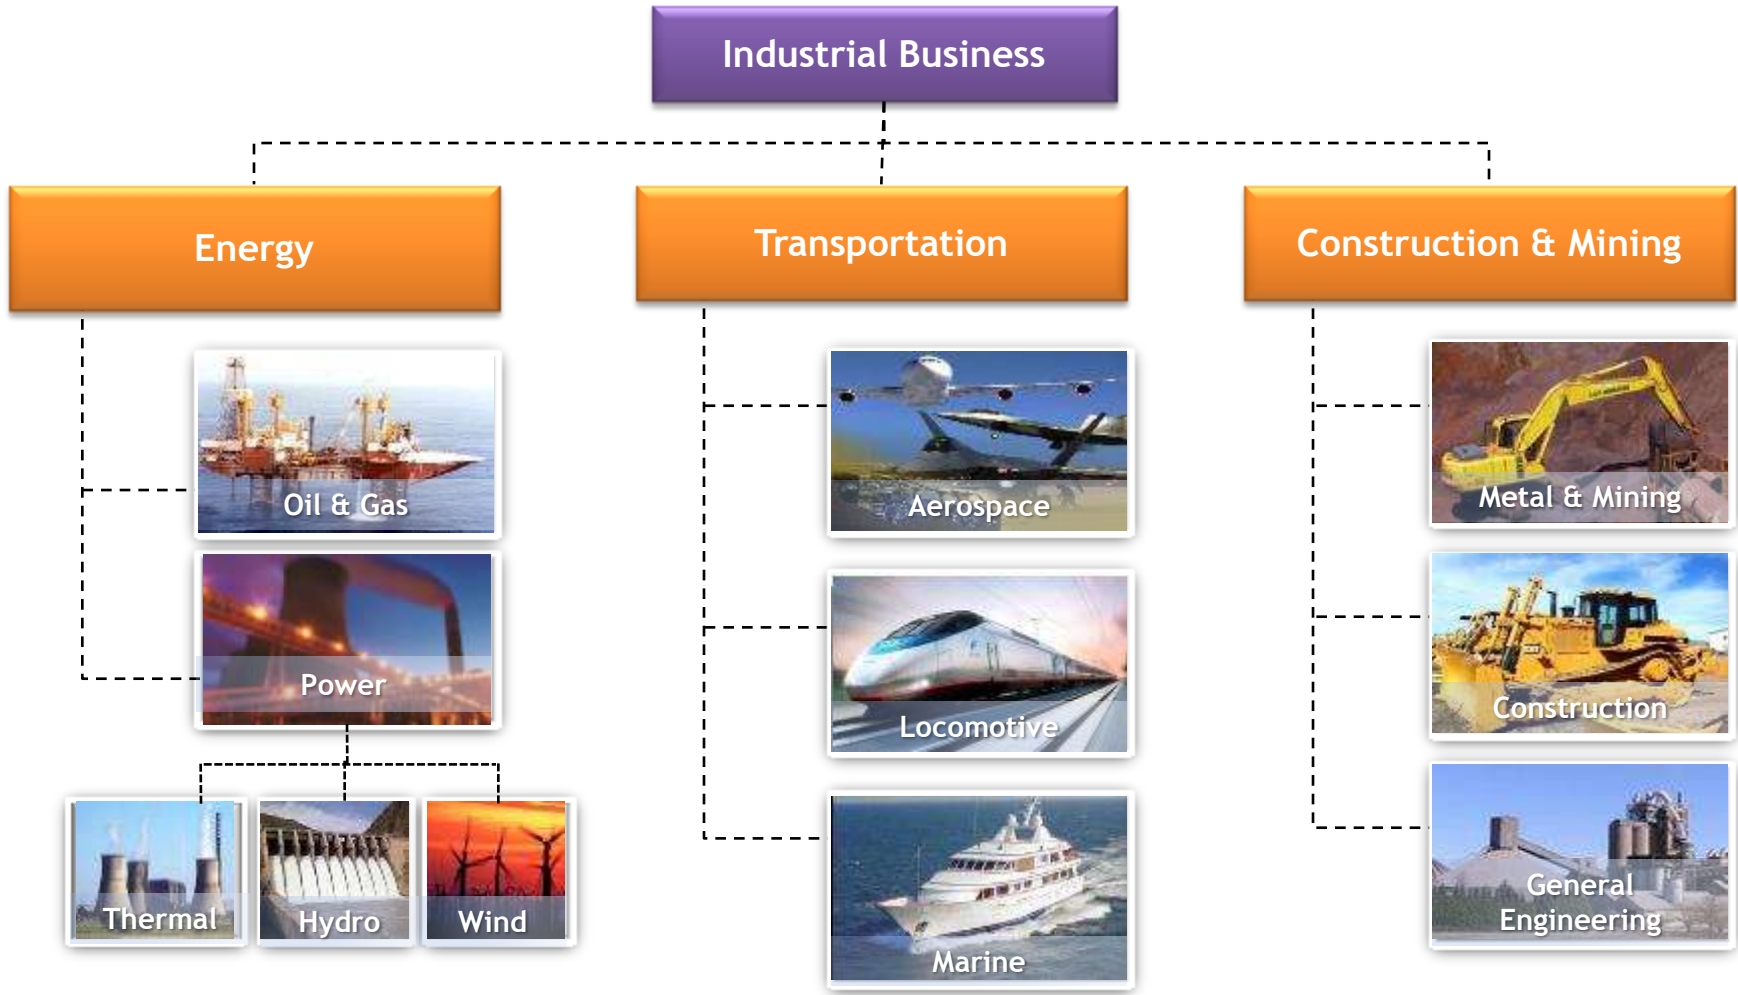 Industrial Business
Energy
Transportation
Construction & Mining
Oil & Gas
Power
Thermal
Hydro
Wind
Aerospace
Locomotive
Marine
Metal & Mining
Construction
General
Engineering